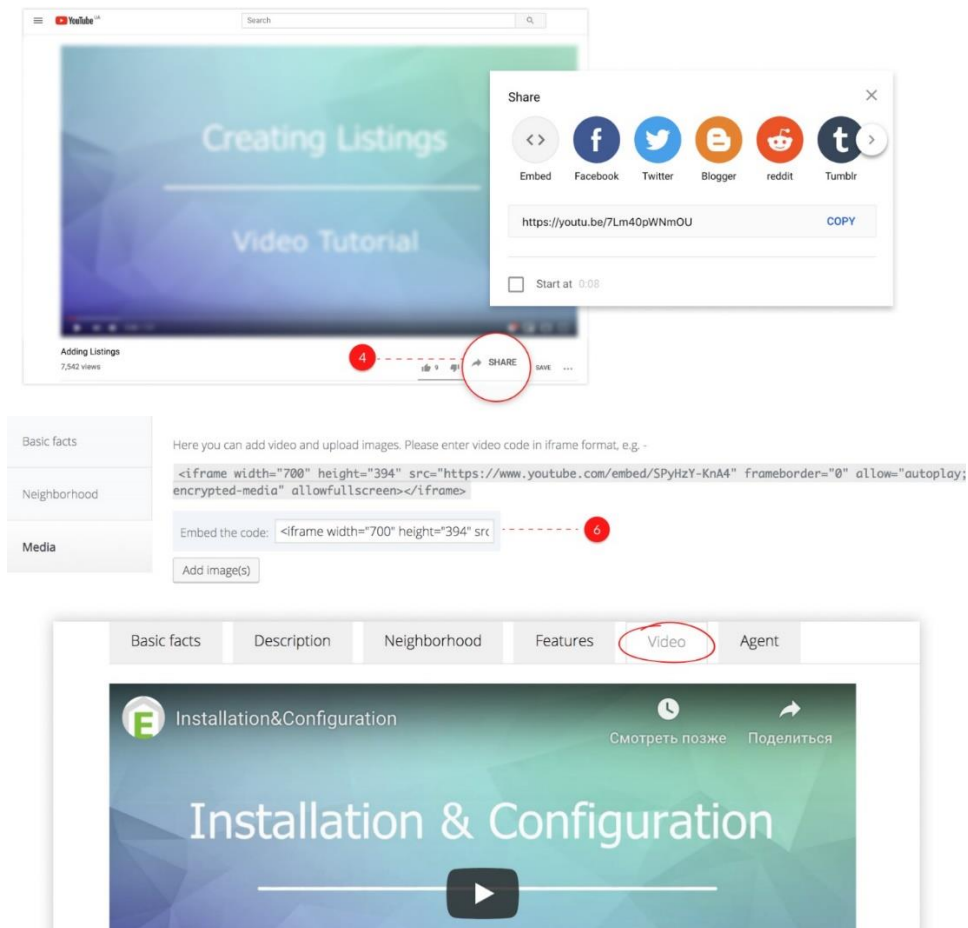 YouTube UA
Search
Creating Listings
Video Tutorial
Adding Listings
7,542 views
4
9
SHARE
SAVE
Share
Embed
Facebook
Twitter
Blogger
reddit
Tumblr
https://youtu.be/7Lm40pWNmOU
COPY
Start at 0:08
Basic facts
Neighborhood
Media
Here you can add video and upload images. Please enter video code in iframe format, e.g. -
<iframe width="700" height="394" src="https://www.youtube.com/embed/SPyHzY-KnA4" frameborder="0" allow="autoplay;
encrypted-media" allowfullscreen></iframe>
Embed the code: <iframe width="700" height="394" src
6
Add image(s)
Basic facts
Description
Neighborhood
Features
Video
Agent
E
Installation&Configuration
Смотреть позже
Поделиться
Installation & Configuration